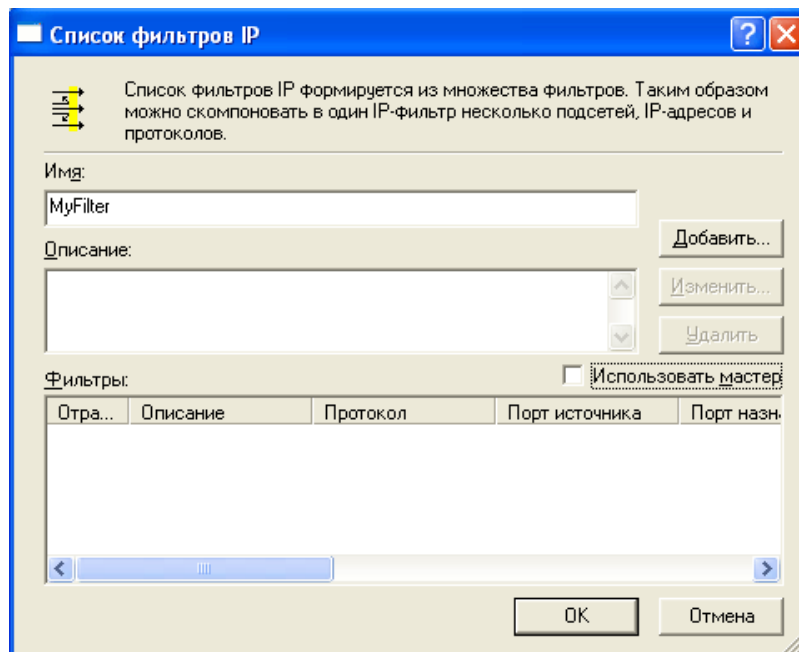 Список фильтров IP
Список фильтров IP формируется из множества фильтров. Таким образом
можно скомпоновать в один IP-фильтр несколько подсетей, IP-адресов и
протоколов.
Имя:
MyFilter
Добавить...
Описание:
Изменить...
Удалить
Фильтры:
Использовать мастер
Отра... Описание Протокол Порт источника Порт назн
OK Отмена